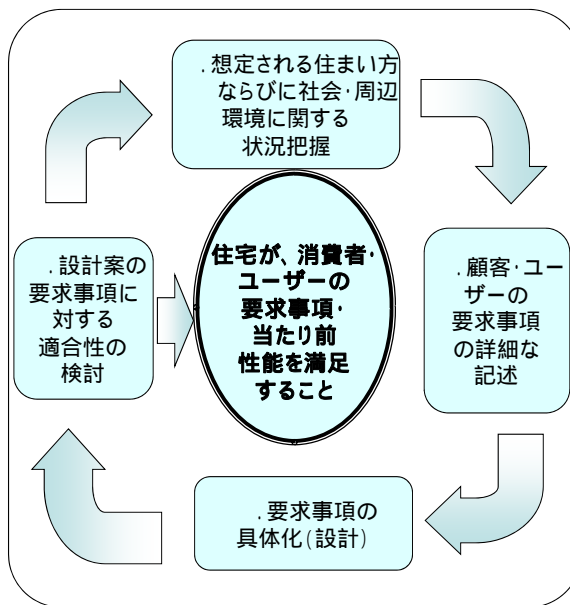 .想定される住まい方
ならびに社会・周辺
環境に関する
状況把握
住宅が、消費者・
ユーザーの
要求事項・
当たり前
性能を満足
すること
.顧客・ユー
ザーの
要求事項
の詳細な
記述
.要求事項の
具体化(設計)
.設計案の
要求事項に
対する
適合性の
検討